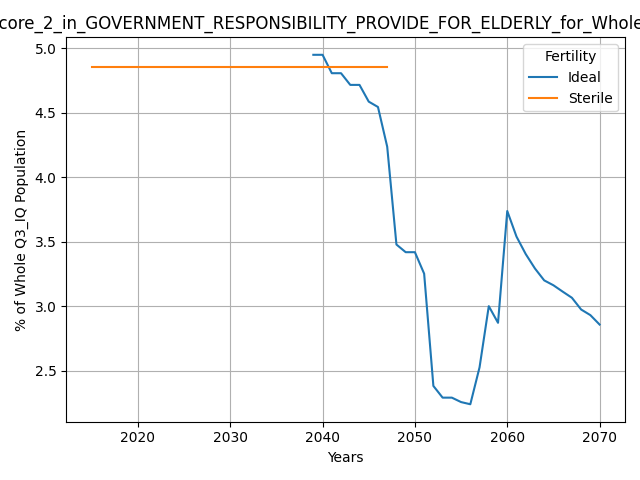 core_2_in_GOVERNMENT_RESPONSIBILITY_PROVIDE_FOR_ELDERLY_for_Whole
5.0
4.5
4.0
3.5
3.0
2.5
% of Whole Q3_IQ Population
Fertility
Ideal
Sterile
2020 2030 2040 2050 2060 2070
Years